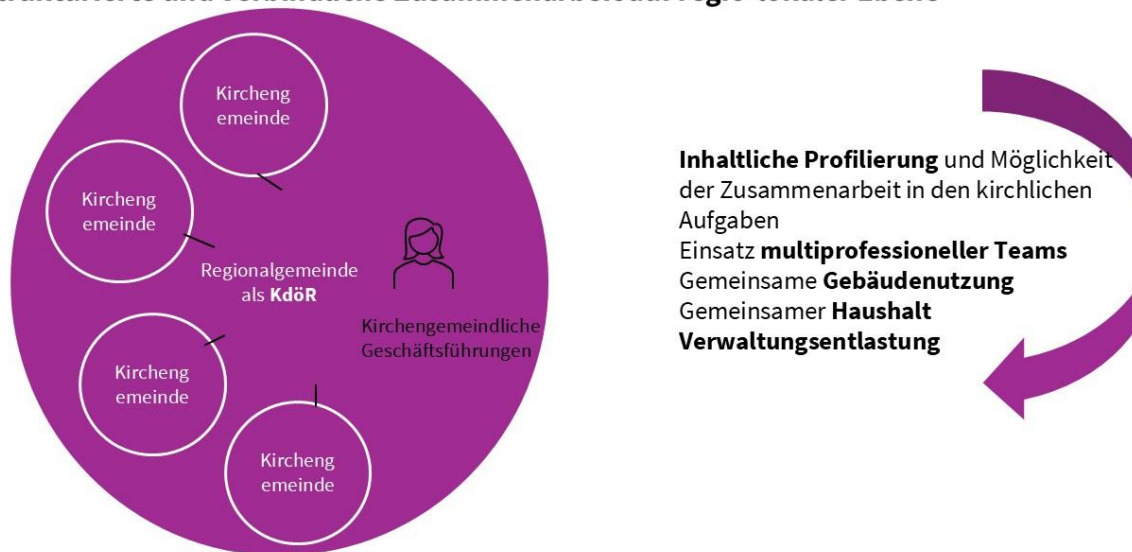 Kircheng
emeinde
Kircheng
emeinde
Regionalgemeinde
als KdöR
Kirchengemeindliche
Geschäftsführungen
Kircheng
emeinde
Kircheng
emeinde
Inhaltliche Profilierung und Möglichkeit
der Zusammenarbeit in den kirchlichen
Aufgaben
Einsatz multiprofessioneller Teams
Gemeinsame Gebäudenutzung
Gemeinsamer Haushalt
Verwaltungsentlastung